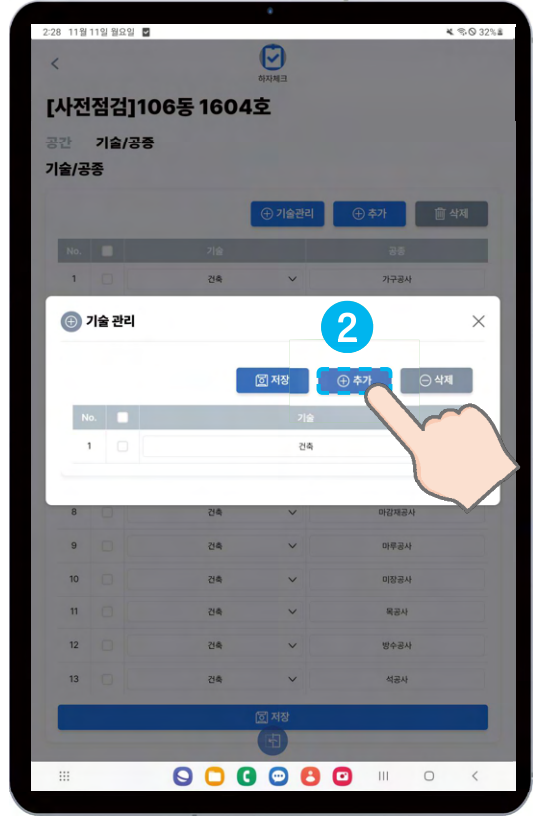 2:28 11월 11일 월요일
32%
하자체크
[사전점검]106동 1604호
공간 기술/공종
기술/공종
기술관리 추가 삭제
No. 기술 공종
1 건축 가구공사
기술 관리
2
저장 추가 삭제
No. 기술
1 건축
8 건축 마감재공사
9 건축 마루공사
10 건축 미장공사
11 건축 목공사
12 건축 방수공사
13 건축 석공사
저장